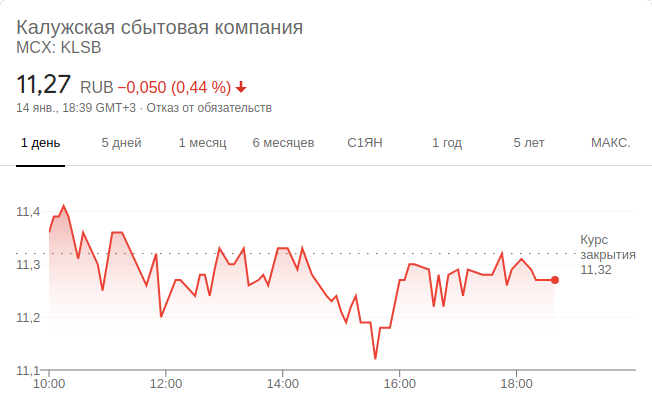 Калужская сбытовая компания
MCX: KLSB
11,27 RUB −0,050 (0,44 %)
14 янв., 18:39 GMT+3 · Отказ от обязательств
1 день 5 дней 1 месяц 6 месяцев С1ЯН 1 год 5 лет МАКС.
11,4
Курс
закрытия
11,32
11,3
11,2
11,1
10:00 12:00 14:00 16:00 18:00